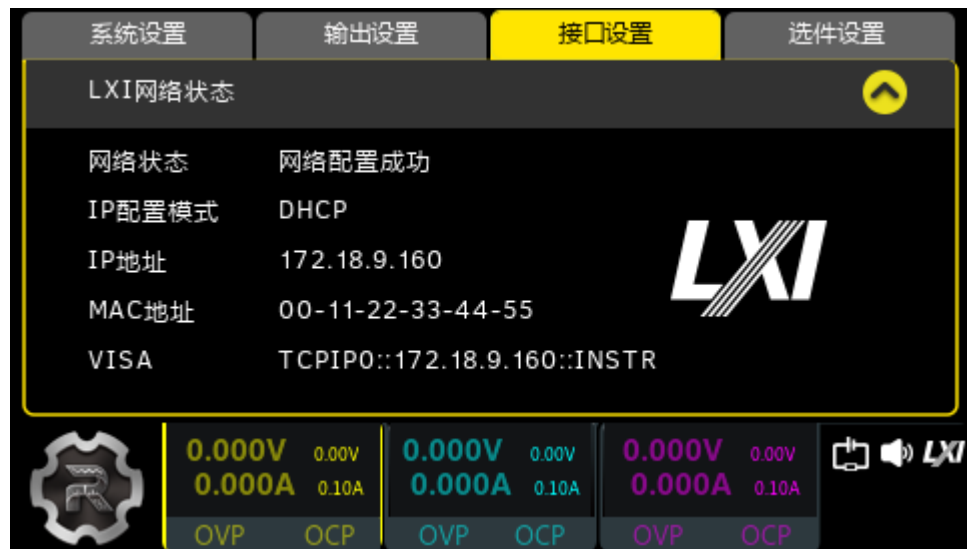 系统设置 输出设置 接口设置 选件设置
LXI网络状态
网络状态 网络配置成功
IP配置模式 DHCP
IP地址 172.18.9.160
MAC地址 00-11-22-33-44-55
VISA TCPIP0::172.18.9.160::INSTR
LXI
R
0.000V 0.00V 0.000V 0.00V 0.000V 0.00V LXI
0.000A 0.10A 0.000A 0.10A 0.000A 0.10A
OVP OCP OVP OCP OVP OCP